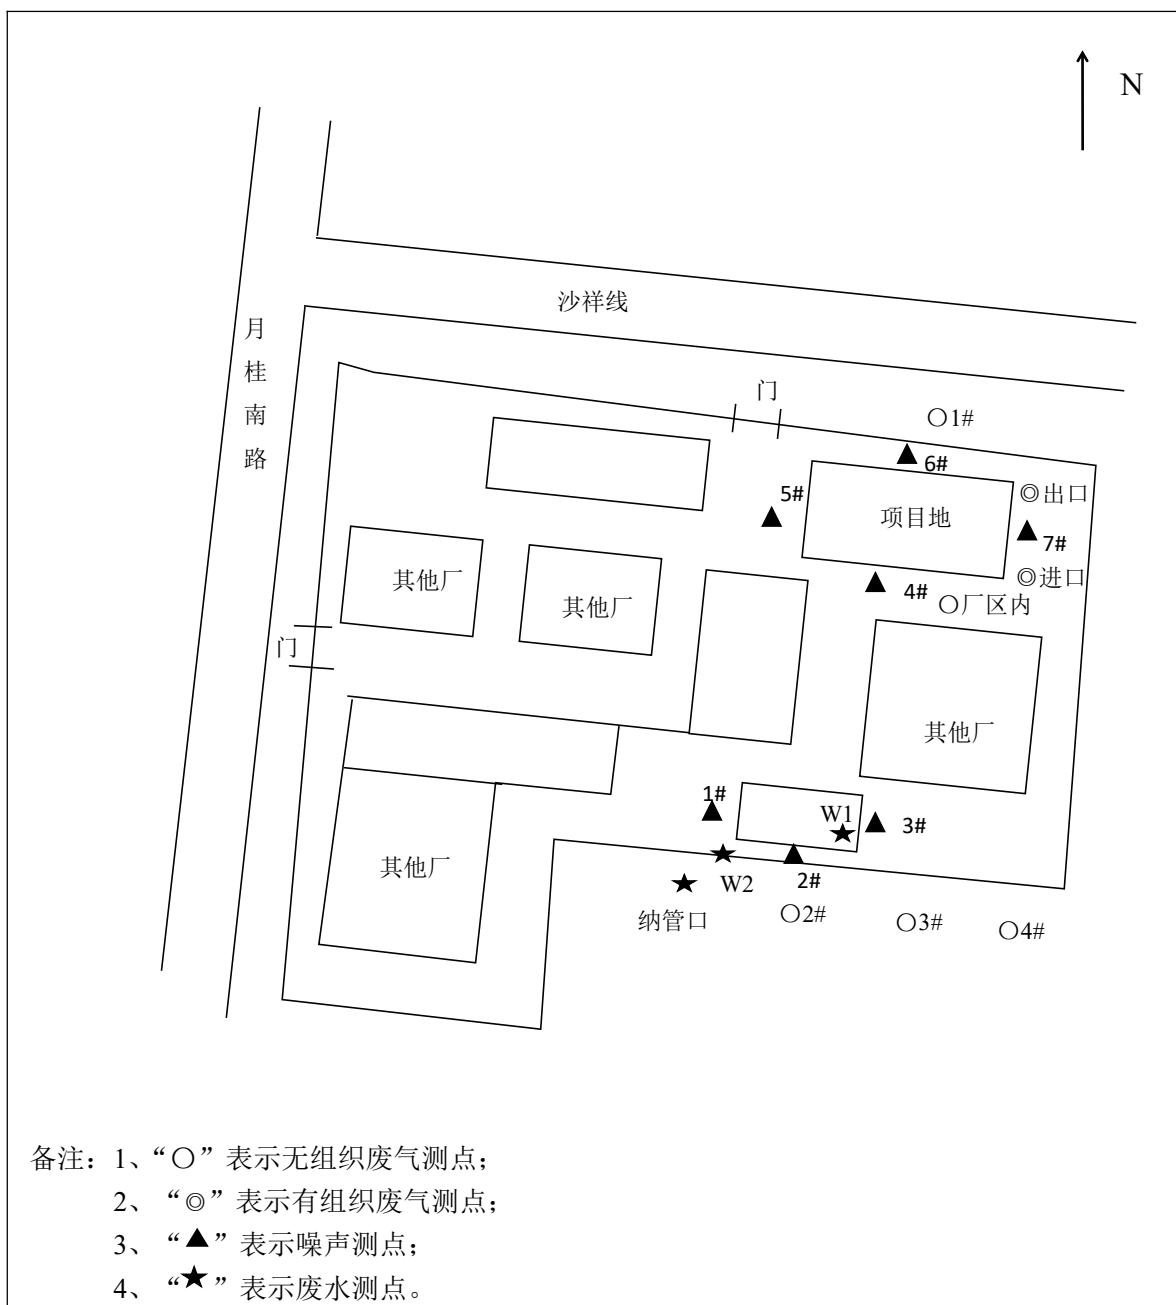 N
沙祥线
月桂南路
门
○1#
6#
5#
◎出口
项目地
7#
◎进口
其他厂
其他厂
4#
○厂区内
门
其他厂
1#
W1
3#
其他厂
W2
2#
纳管口
○2#
○3#
○4#
备注：1、“○”表示无组织废气测点；
2、“◎”表示有组织废气测点；
3、“▲”表示噪声测点；
4、“★”表示废水测点。